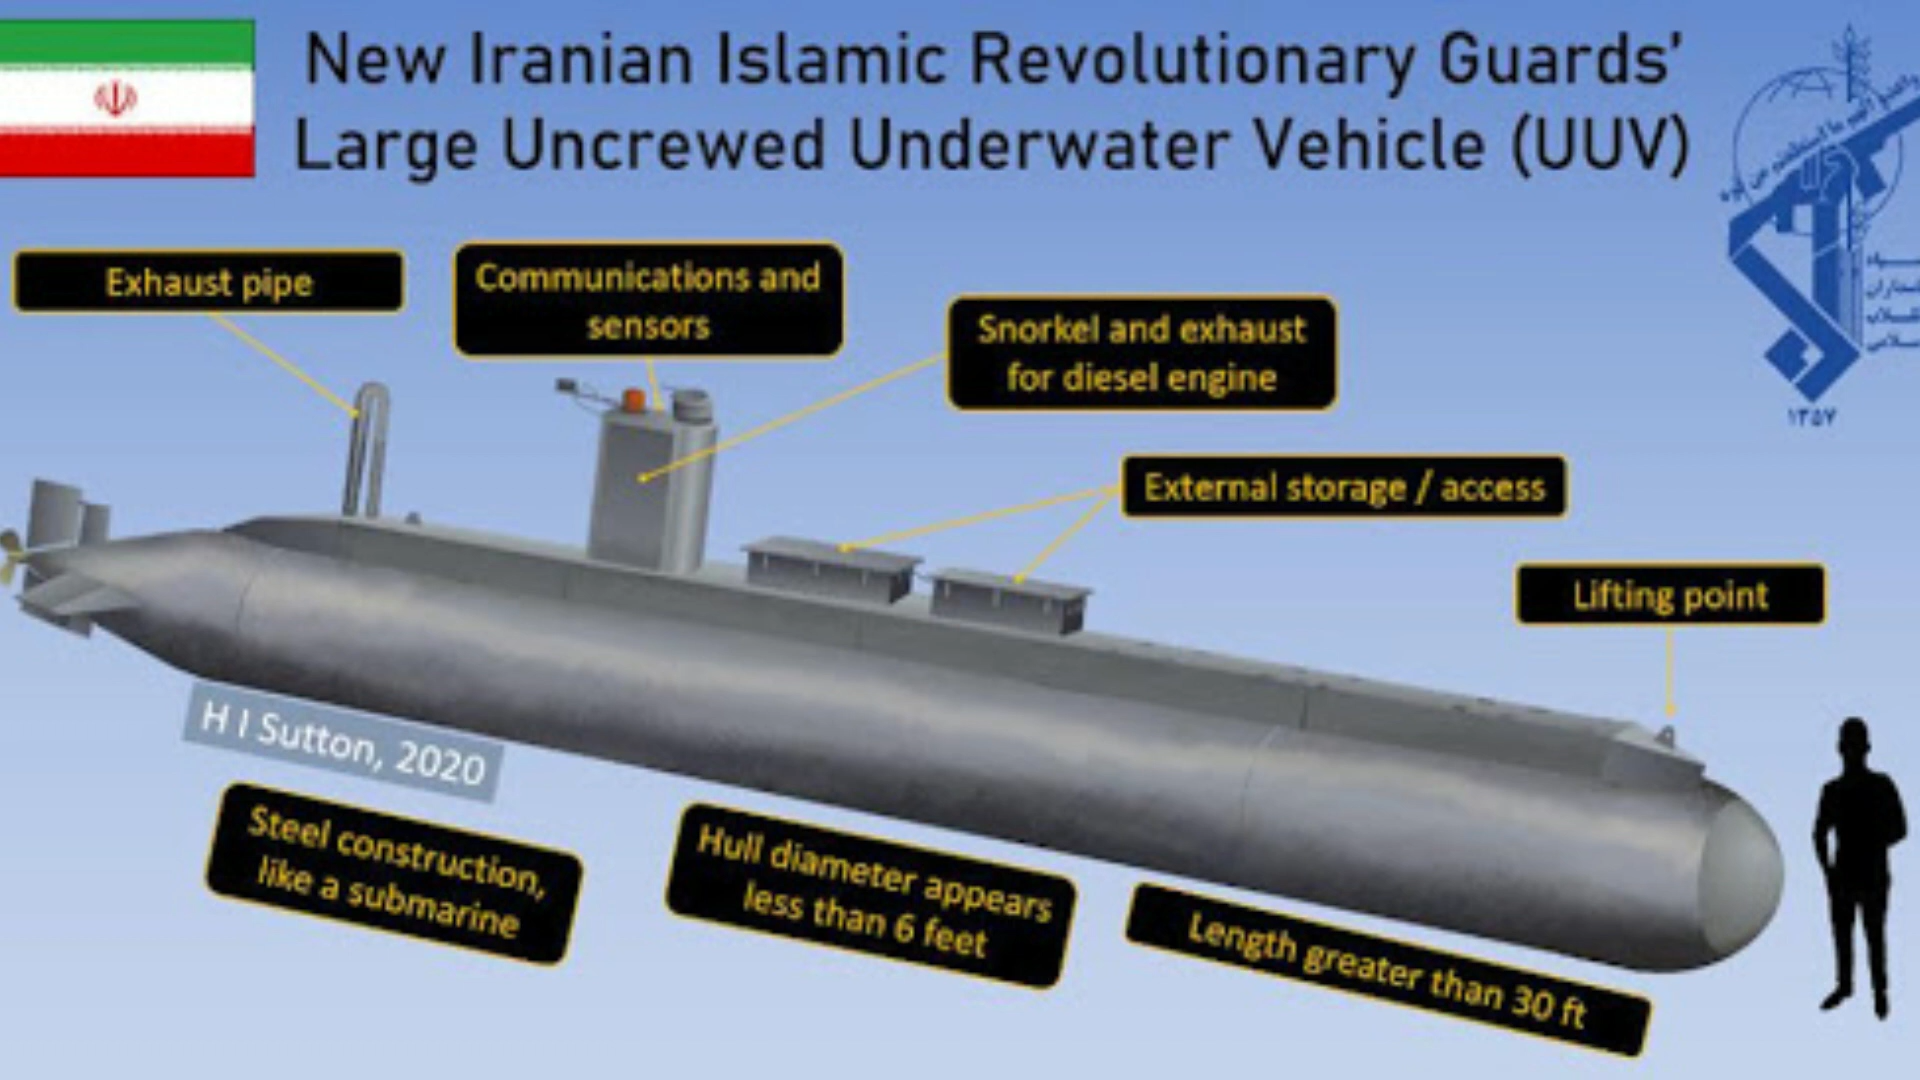 New Iranian Islamic Revolutionary Guards'
Large Uncrewed Underwater Vehicle (UUV)
Exhaust pipe
Communications and
sensors
Snorkel and exhaust
for diesel engine
External storage / access
Lifting point
۱۳۵۷
H I Sutton, 2020
Steel construction,
like a submarine
Hull diameter appears
less than 6 feet
Length greater than 30 ft